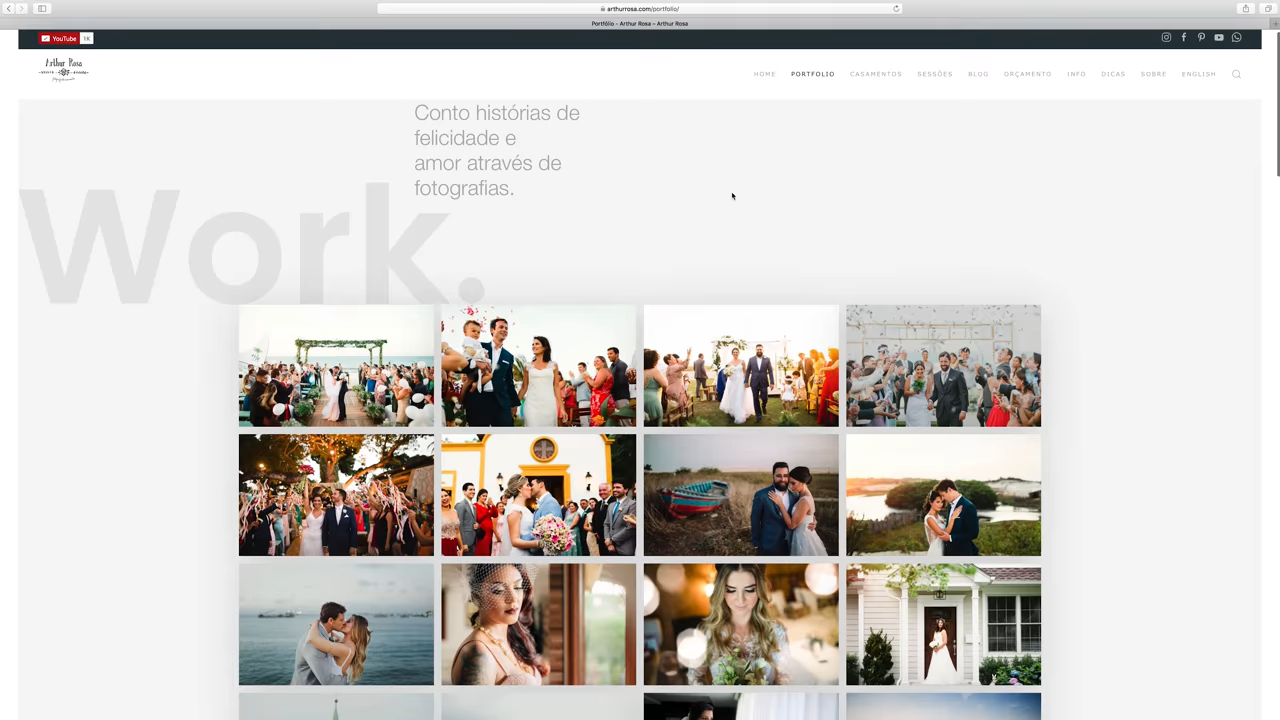 arthurrosa.com/portfolio/
Portfólio - Arthur Rosa – Arthur Rosa
YouTube 1K
Arthur Rosa
HOME PORTFOLIO CASAMENTOS SESSÕES BLOG ORÇAMENTO INFO DICAS SOBRE ENGLISH
Conto histórias de
felicidade e
amor através de
fotografias.
Work.